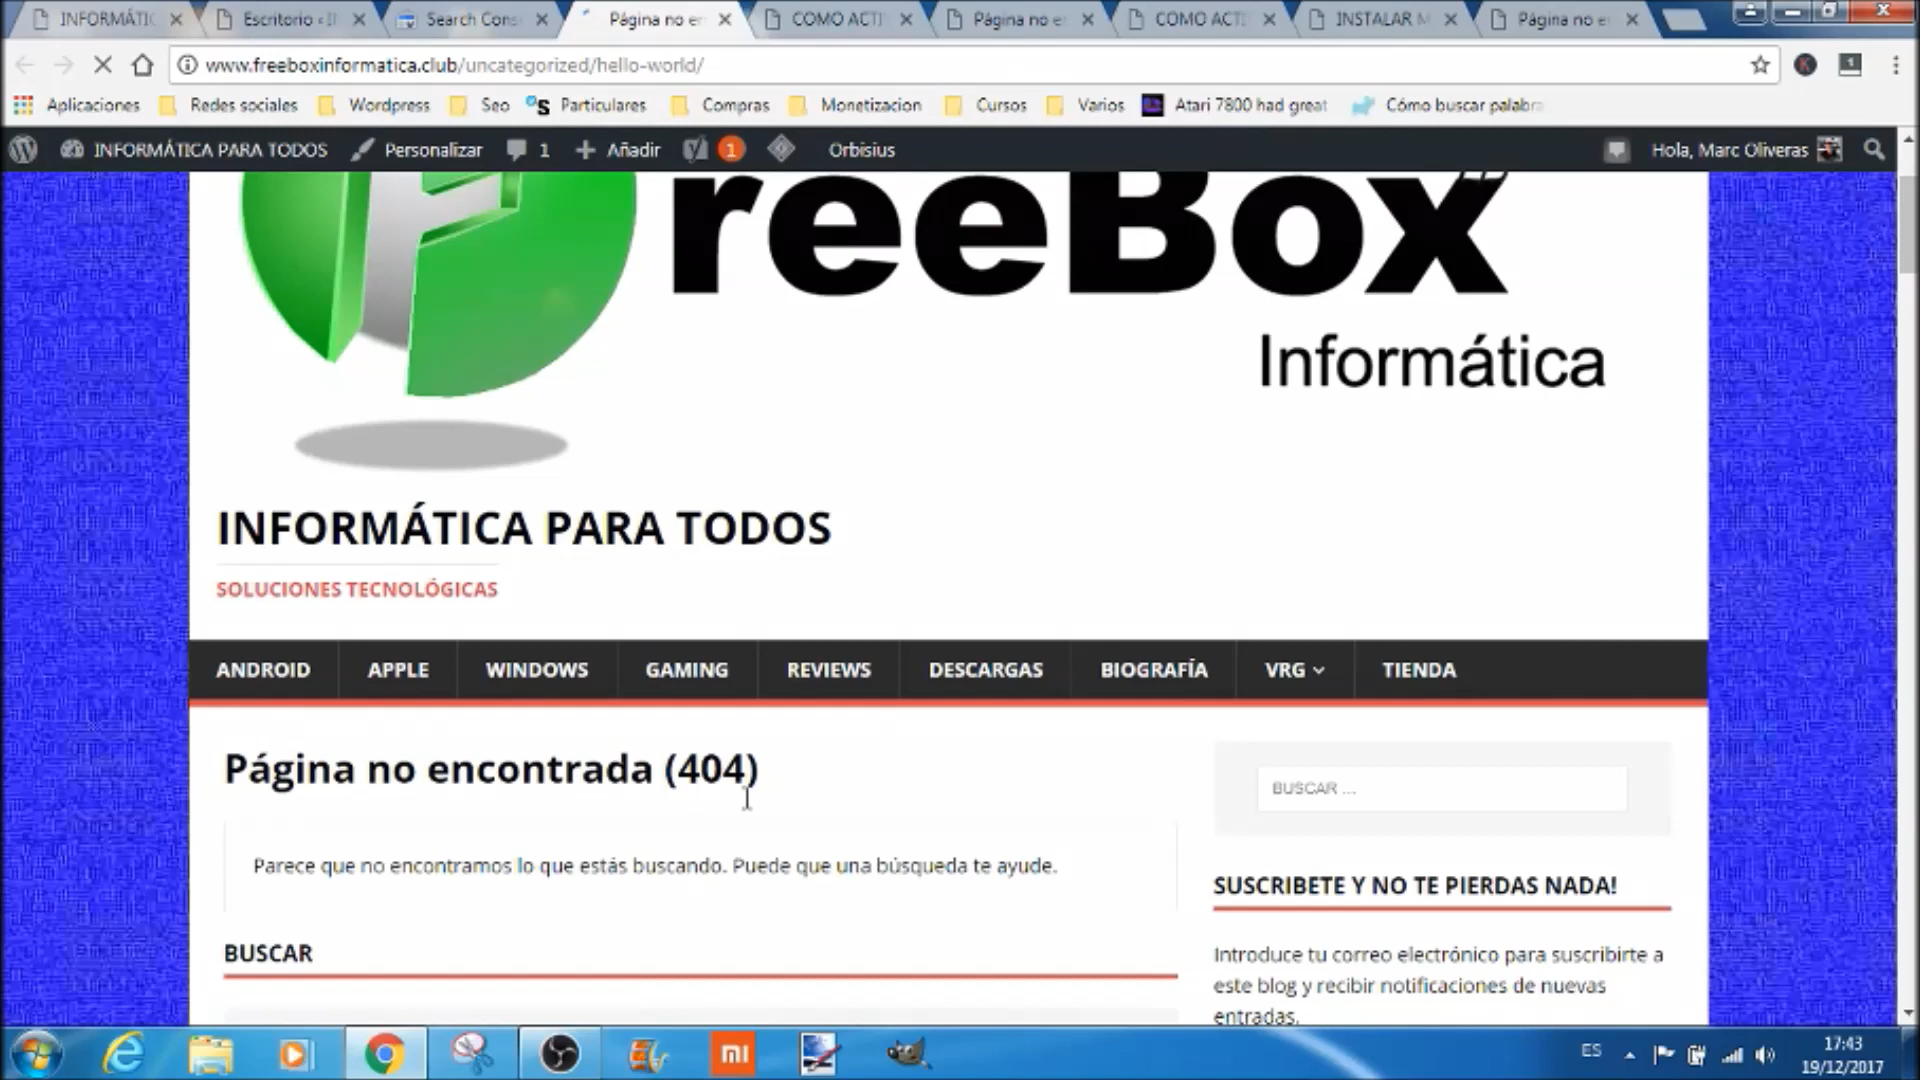 INFORMÁTIC
Escritorio ‹ I
Search Cons
Página no e
COMO ACTI
Página no e
COMO ACTI
INSTALAR M
Página no e
www.freeboxinformatica.club/uncategorized/hello-world/
Aplicaciones
Redes sociales
Wordpress
Seo
Particulares
Compras
Monetizacion
Cursos
Varios
Atari 7800 had great
Cómo buscar palabra
INFORMÁTICA PARA TODOS
Personalizar
1
Añadir
1
Orbisius
Hola, Marc Oliveras
FreeBox
Informática
INFORMÁTICA PARA TODOS
SOLUCIONES TECNOLÓGICAS
ANDROID
APPLE
WINDOWS
GAMING
REVIEWS
DESCARGAS
BIOGRAFÍA
VRG
TIENDA
Página no encontrada (404)
Parece que no encontramos lo que estás buscando. Puede que una búsqueda te ayude.
BUSCAR
BUSCAR ...
SUSCRIBETE Y NO TE PIERDAS NADA!
Introduce tu correo electrónico para suscribirte a
este blog y recibir notificaciones de nuevas
entradas.
mi
ES
17:43
19/12/2017